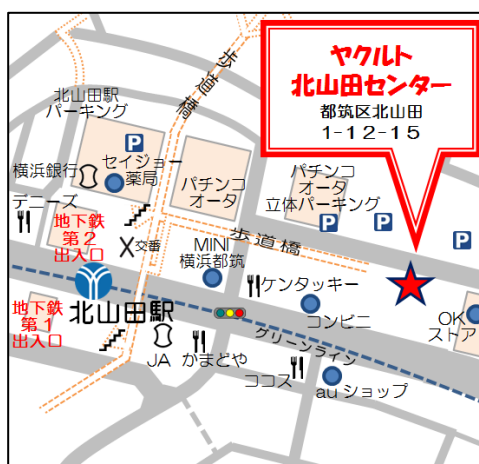 ヤクルト
北山田センター
都筑区北山田
1-12-15
歩道橋
北山田駅
パーキング
P
横浜銀行
セイジョー
薬局
パチンコ
オータ
パチンコ
オータ
立体パーキング
P
P
P
デニーズ
地下鉄
第2
出入口
X交番
MINI
横浜都筑
歩道橋
ケンタッキー
地下鉄
第1
出入口
北山田駅
コンビニ
OK
ストア
JA
かまどや
グリーンライン
ココス
auショップ